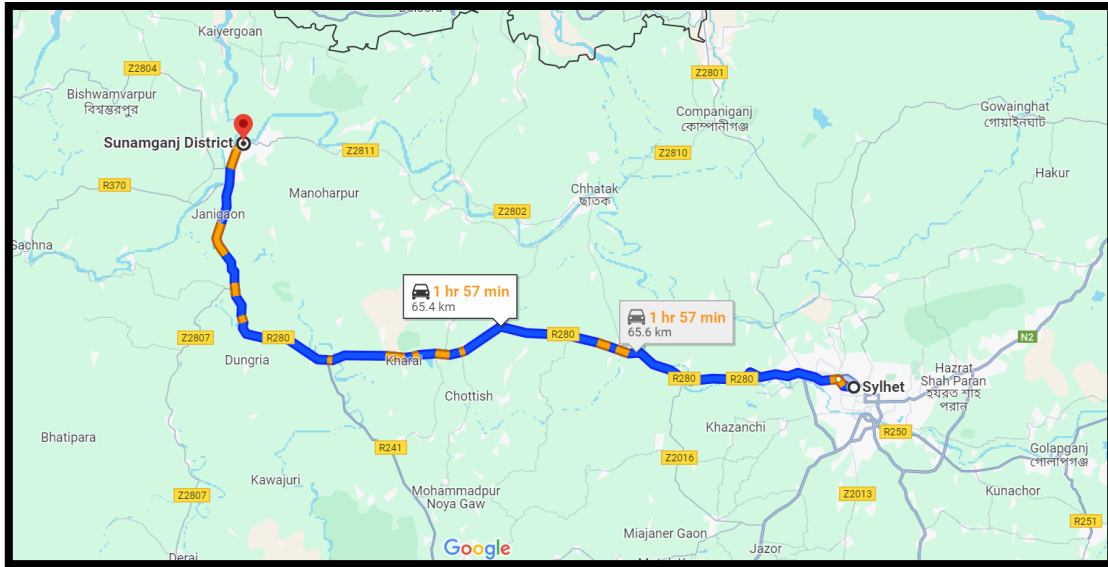 Kaiyergoan
Z2804
Z2801
Bishwamvarpur
বিশ্বম্ভরপুর
Companiganj
কোম্পানীগঞ্জ
Gowainghat
গোয়াইনঘাট
Sunamganj District
Z2811
Z2810
Hakur
R370
Manoharpur
Chhatak
ছাতক
Janigaon
Z2802
Sachna
1 hr 57 min
65.4 km
1 hr 57 min
65.6 km
Z2807
R280
R280
N2
Dungria
Kharai
R280
R280
Hazrat
Shah Paran
হযরত শাহ
পরান
Sylhet
Chottish
Bhatipara
Khazanchi
R250
R241
Z2016
Golapganj
গোলাপগঞ্জ
Kawajuri
Z2807
Mohammadpur
Noya Gaw
Z2013
Kunachor
R251
Miajaner Gaon
Google
Jazor
Derai